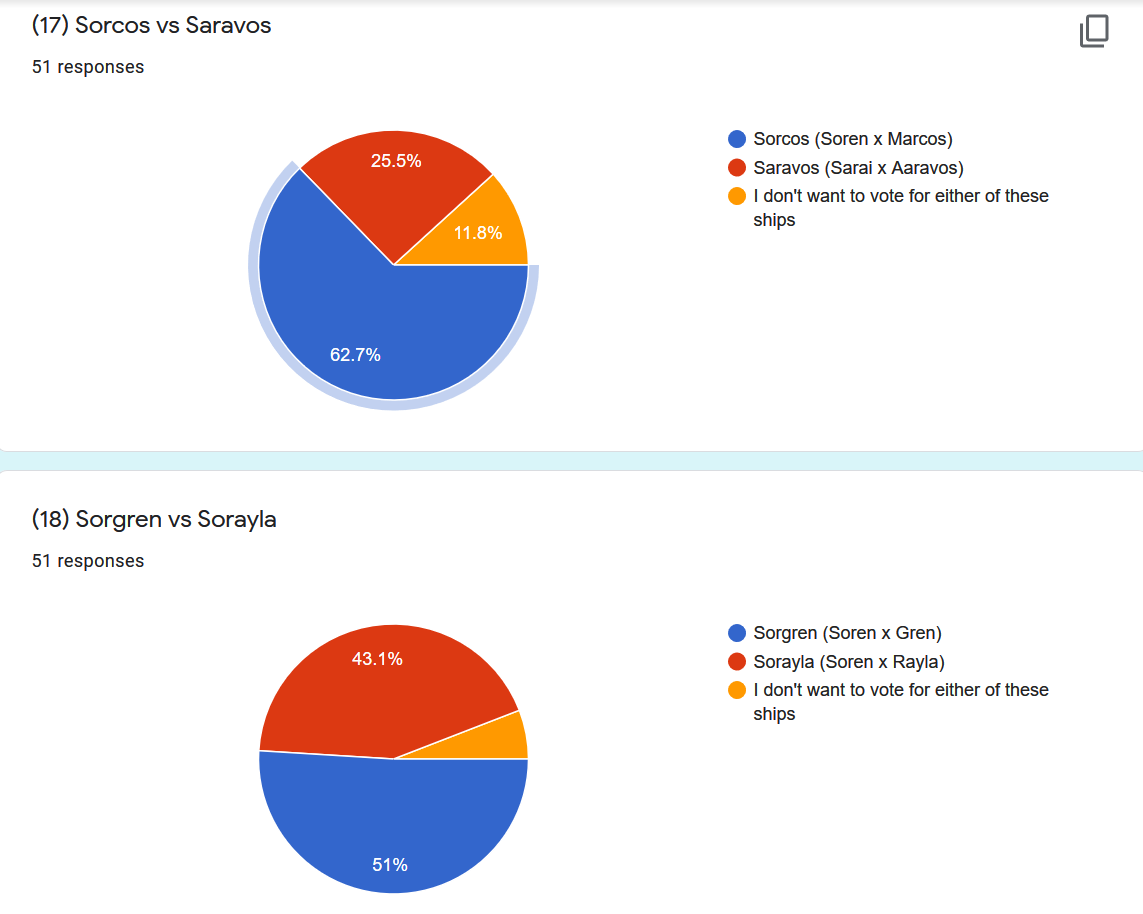 (17) Sorcos vs Saravos
51 responses
25.5%
11.8%
62.7%
Sorcos (Soren x Marcos)
Saravos (Sarai x Aaravos)
I don't want to vote for either of these
ships
(18) Sorgren vs Sorayla
51 responses
43.1%
51%
Sorgren (Soren x Gren)
Sorayla (Soren x Rayla)
I don't want to vote for either of these
ships